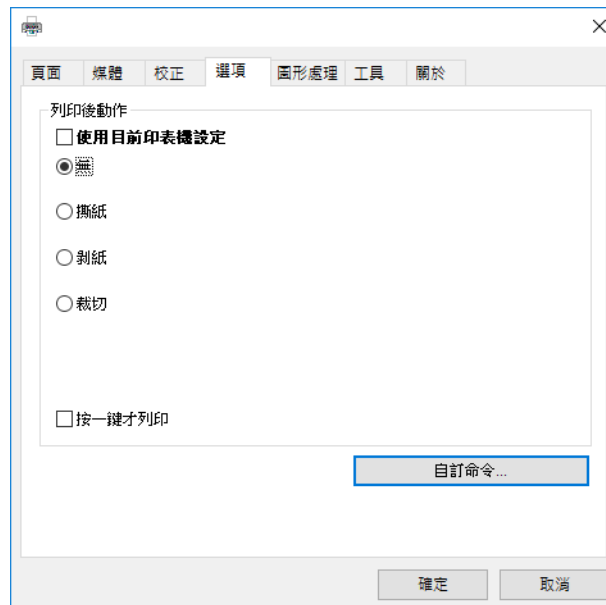 頁面 媒體 校正 選項 圖形處理 工具 關於
列印後動作
使用目前印表機設定
無
撕紙
剝紙
裁切
按一鍵才列印
自訂命令...
確定 取消